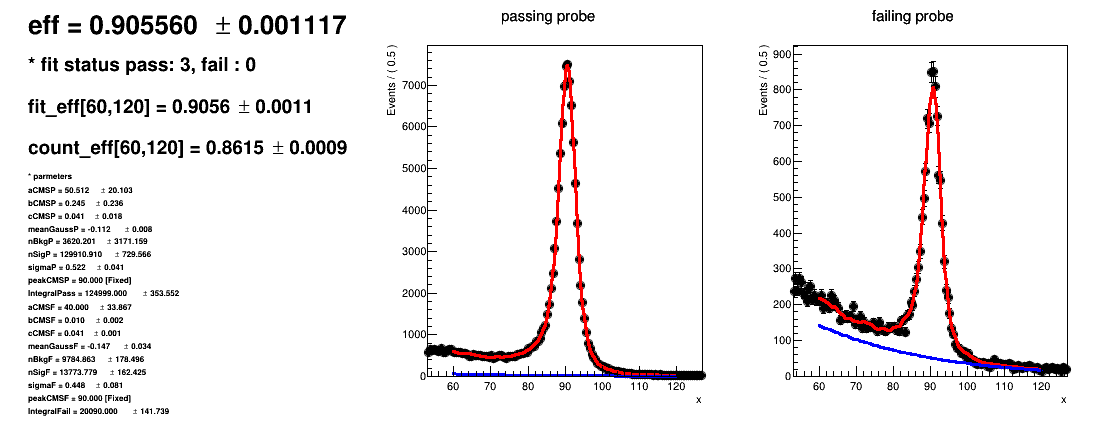 eff = 0.905560 ± 0.001117
* fit status pass: 3, fail : 0
fit_eff[60,120] = 0.9056 ± 0.0011
count_eff[60,120] = 0.8615 ± 0.0009
* parmeters
aCMSP = 50.512 ± 20.103
bCMSP = 0.245 ± 0.236
cCMSP = 0.041 ± 0.018
meanGaussP = -0.112 ± 0.008
nBkgP = 3620.201 ± 3171.159
nSigP = 129910.910 ± 729.566
sigmaP = 0.522 ± 0.041
peakCMSP = 90.000 [Fixed]
IntegralPass = 124999.000 ± 353.552
aCMSF = 40.000 ± 33.867
bCMSF = 0.010 ± 0.002
cCMSF = 0.041 ± 0.001
meanGaussF = -0.147 ± 0.034
nBkgF = 9784.863 ± 178.496
nSigF = 13773.779 ± 162.425
sigmaF = 0.448 ± 0.081
peakCMSF = 90.000 [Fixed]
IntegralFail = 20090.000 ± 141.739
passing probe
Events / ( 0.5 )
7000
6000
5000
4000
3000
2000
1000
0
60 70 80 90 100 110 120
x
failing probe
Events / ( 0.5 )
900
800
700
600
500
400
300
200
100
0
60 70 80 90 100 110 120
x